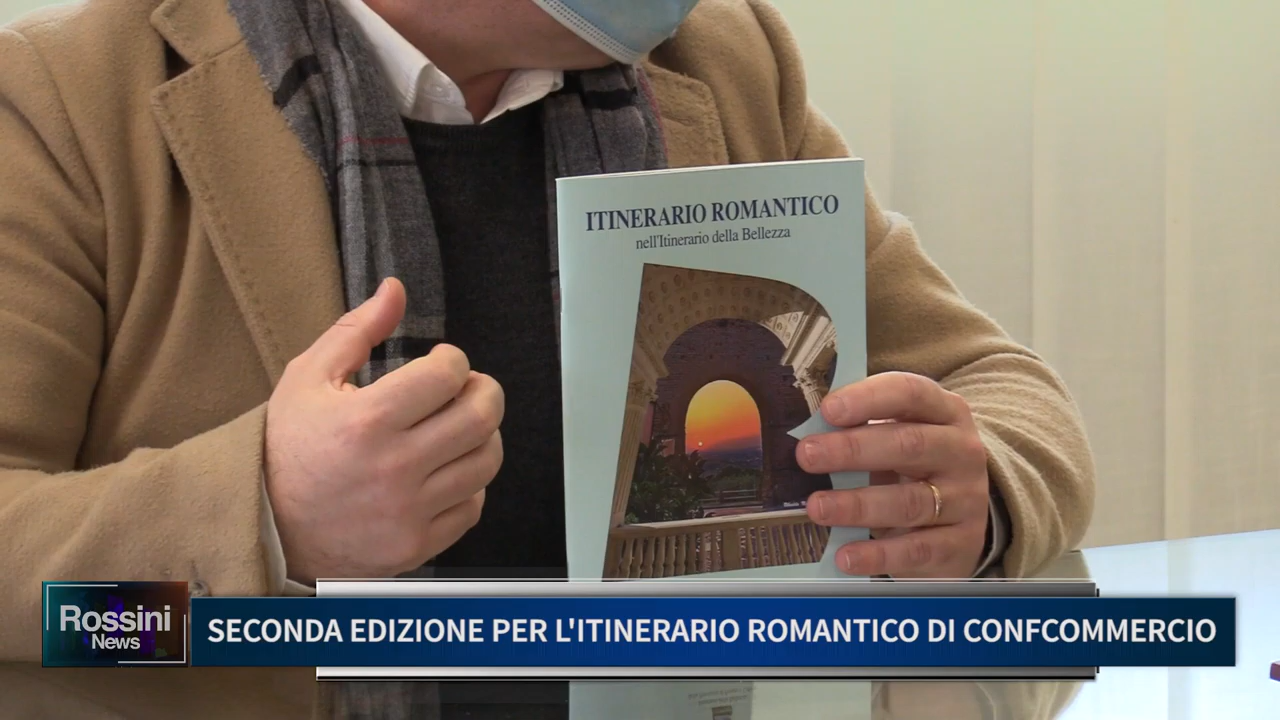 ITINERARIO ROMANTICO
nell'Itinerario della Bellezza
Rossini
News
SECONDA EDIZIONE PER L'ITINERARIO ROMANTICO DI CONFCOMMERCIO